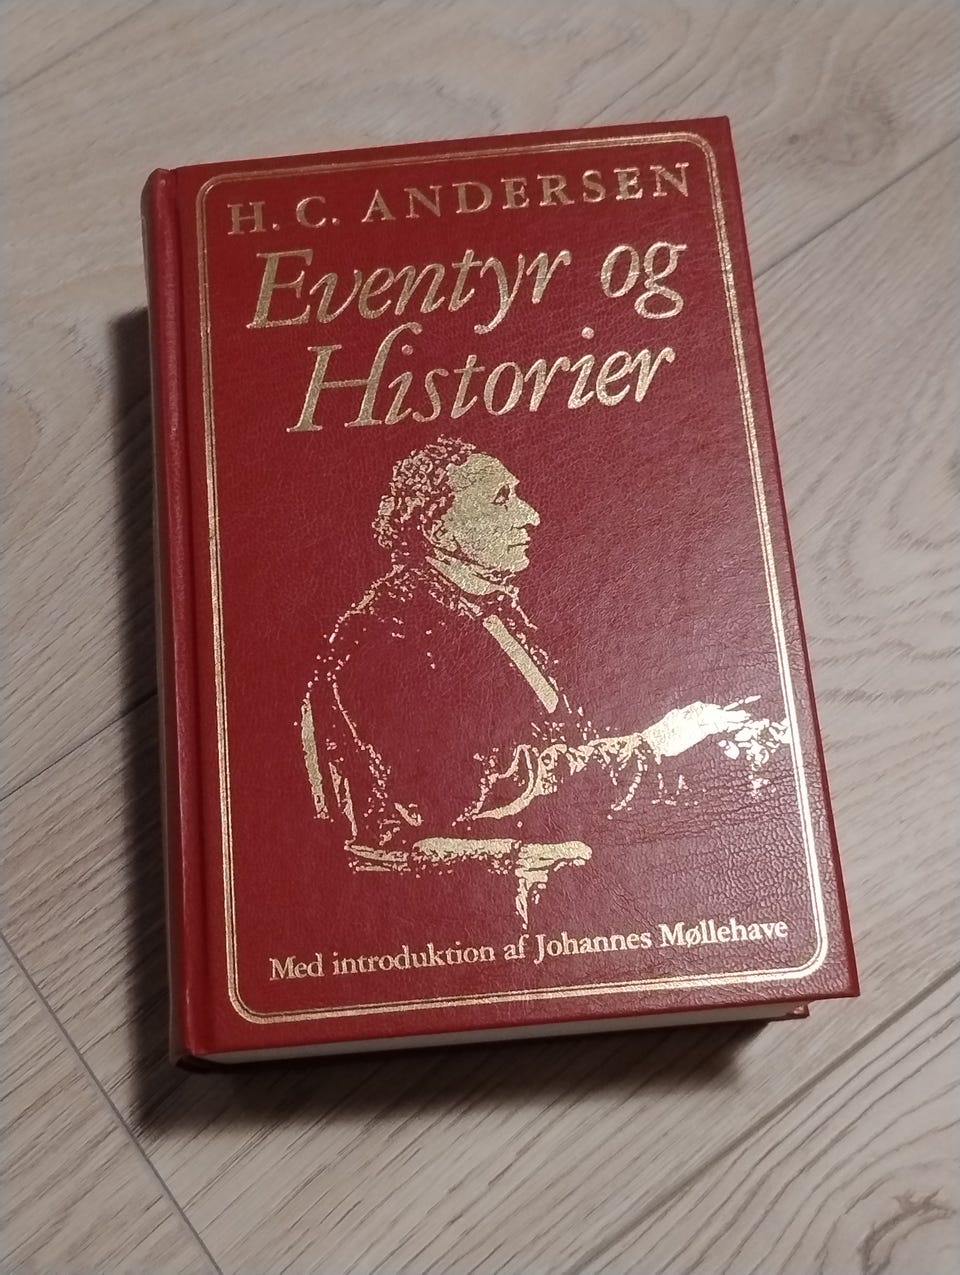 H. C. ANDERSEN
Eventyr og
Historier
Med introduktion af Johannes Møllehave